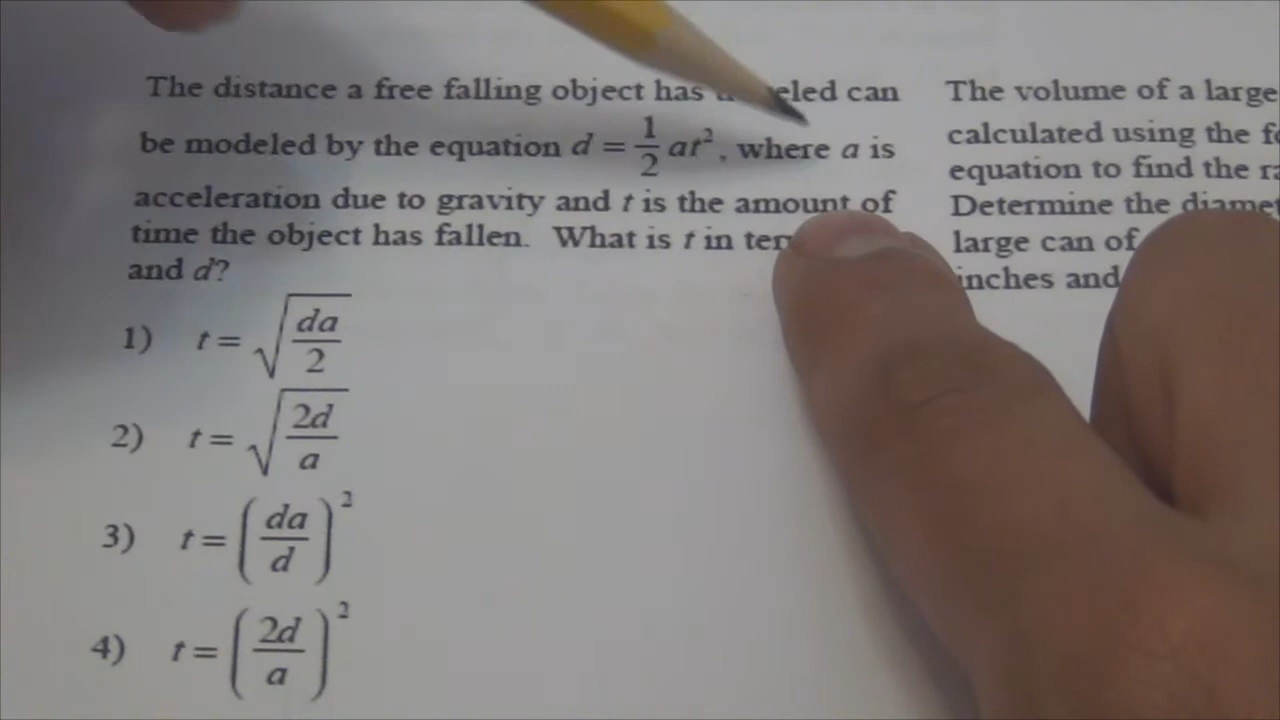 The distance a free falling object has can
be modeled by the equation d = 1/2 at², where a is
acceleration due to gravity and t is the amount of
time the object has fallen. What is t in
and d?
1) t = √(da/2)
2) t = √(2d/a)
3) t = (da/d)²
4) t = (2d/a)²
The volume of a large
calculated using the
equation to find the
Determine the
large can of
inches and